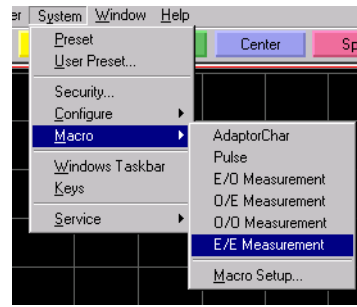 er System Window Help
Center Sp
Preset
User Preset...
Security...
Configure
Macro
Windows Taskbar
Keys
Service
AdaptorChar
Pulse
E/O Measurement
O/E Measurement
O/O Measurement
E/E Measurement
Macro Setup...